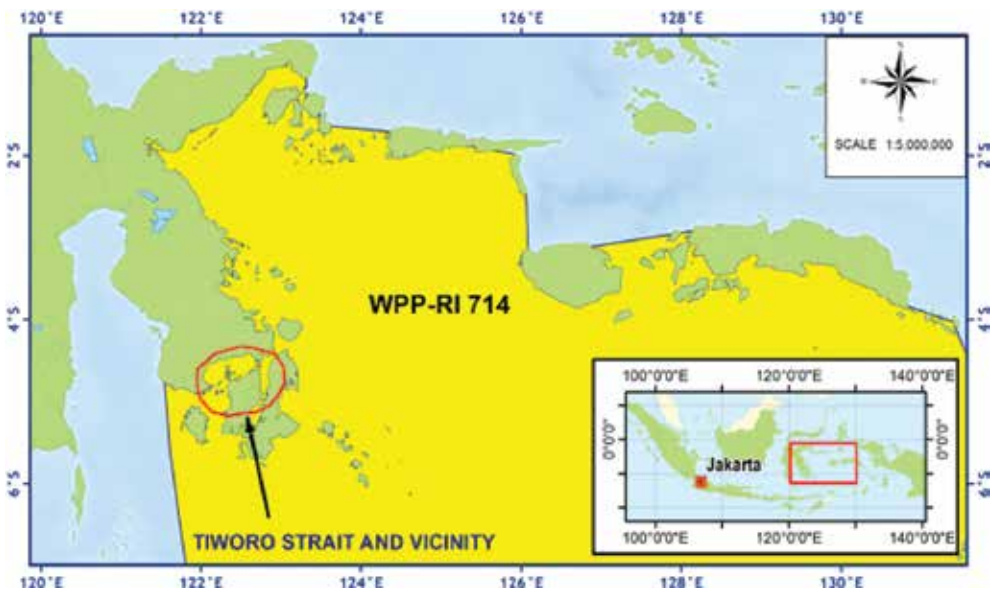 120°E 122°E 124°E 126°E 128°E 130°E
N
W E
S
SCALE 1:5.000.000
2°S 2°S
WPP-RI 714
4°S 4°S
100°0'0"E 120°0'0"E 140°0'0"E
0°0'0" 0°0'0"
Jakarta
6°S 6°S
100°0'0"E 120°0'0"E 140°0'0"E
TIWORO STRAIT AND VICINITY
120°E 122°E 124°E 126°E 128°E 130°E